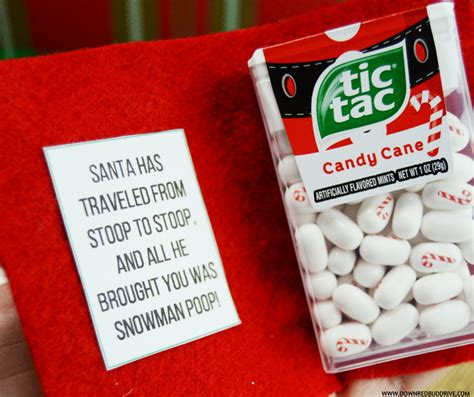 SANTA HAS
TRAVELED FROM
STOOP TO STOOP,
AND ALL HE
BROUGHT YOU WAS
SNOWMAN POOP!
tic
tac
Candy Cane
ARTIFICIALLY FLAVORED MINTS NET WT 1 OZ (29g)
WWW.DOWNREDBUDDRIVE.COM